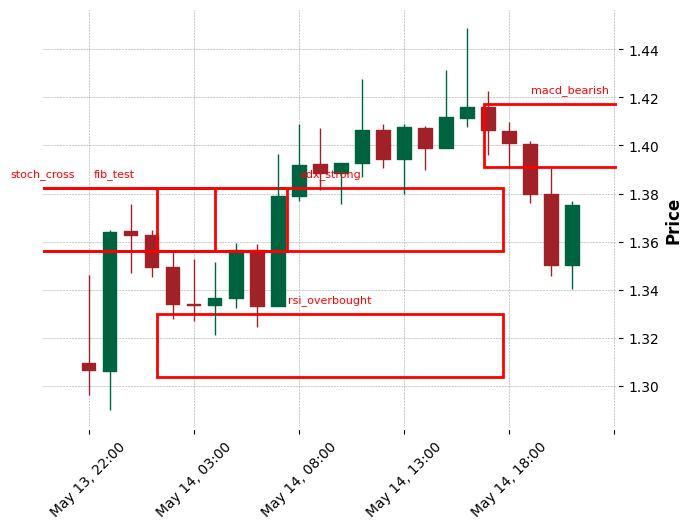 1.44
macd_bearish
1.42
1.40
stoch_cross fib_test adx_strong
1.38
Price
1.36
1.34
rsi_overbought
1.32
1.30
May 13, 22:00
May 14, 03:00
May 14, 08:00
May 14, 13:00
May 14, 18:00